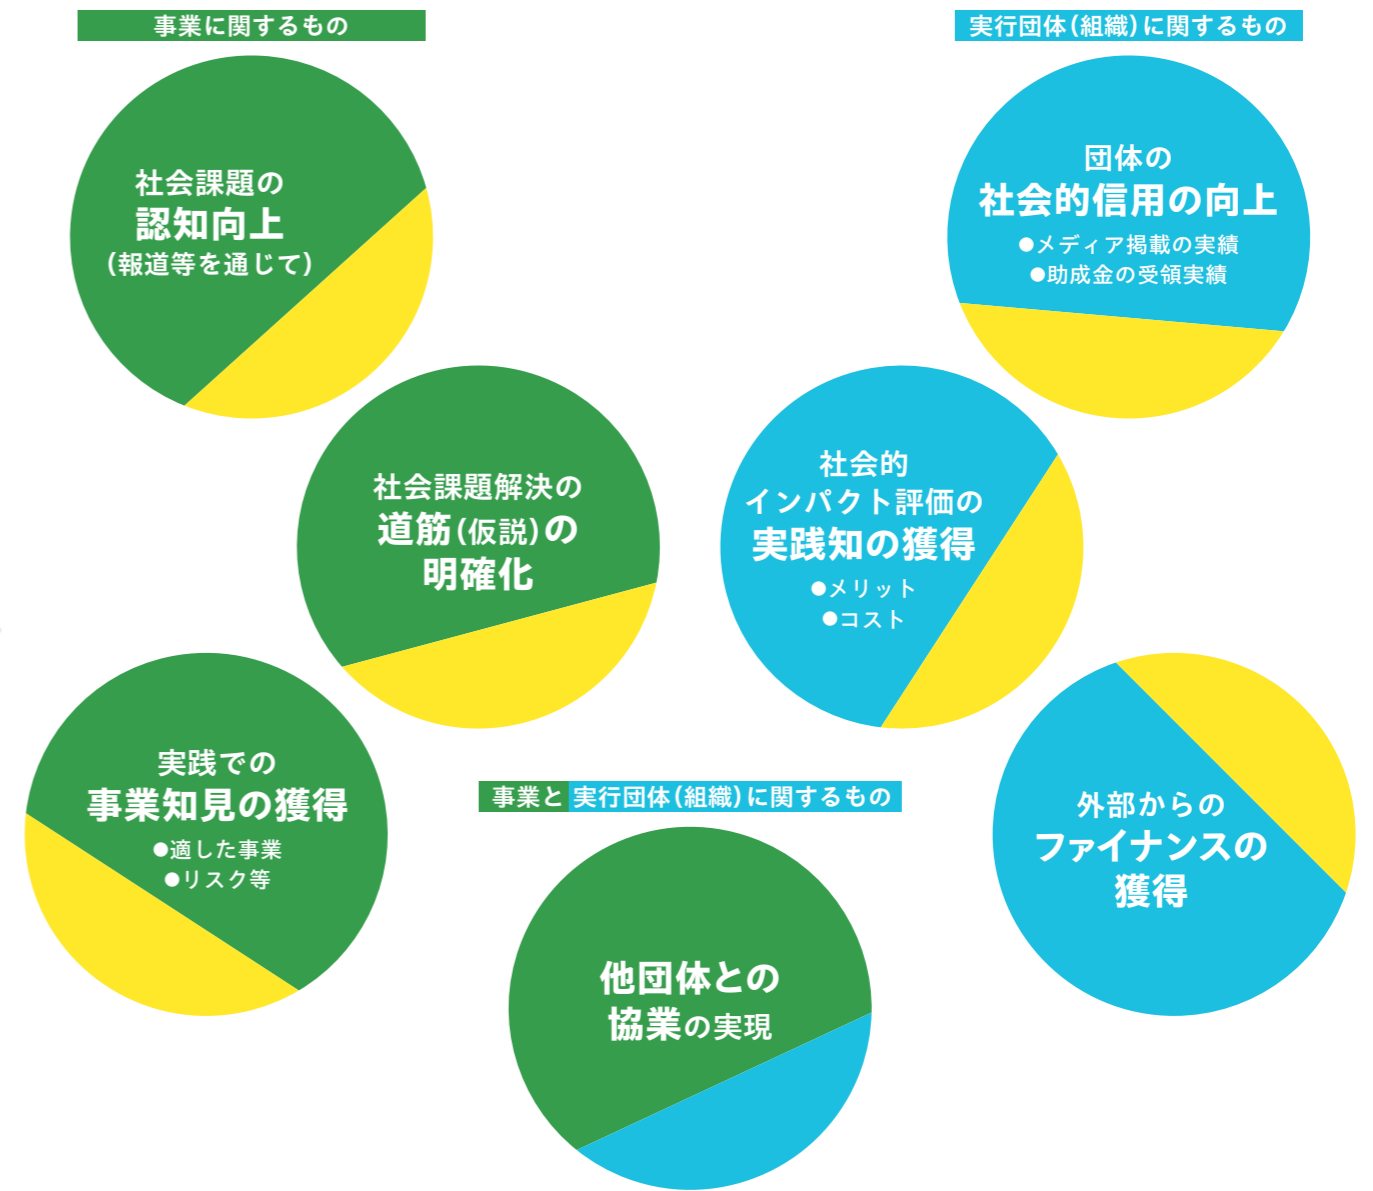 事業に関するもの
社会課題の
認知向上
（報道等を通じて）
社会課題解決の
道筋（仮説）の
明確化
実践での
事業知見の獲得
●適した事業
●リスク等
実行団体（組織）に関するもの
団体の
社会的信用の向上
●メディア掲載の実績
●助成金の受領実績
社会的
インパクト評価の
実践知の獲得
●メリット
●コスト
外部からの
ファイナンスの
獲得
事業と実行団体（組織）に関するもの
他団体との
協業の実現